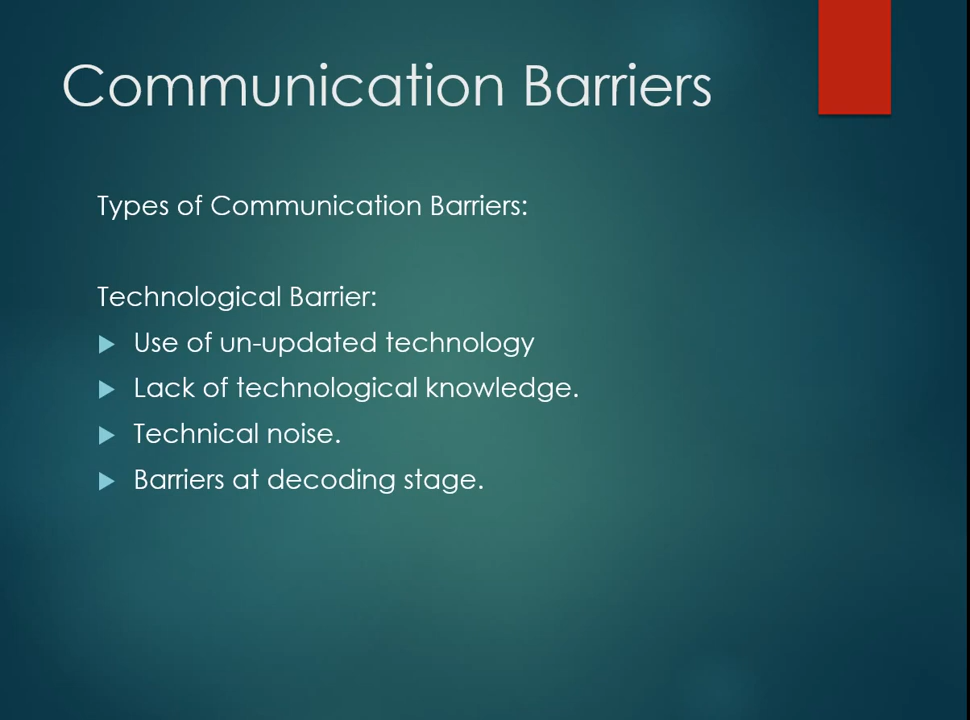 Communication Barriers
Types of Communication Barriers:
Technological Barrier:
Use of un-updated technology
Lack of technological knowledge.
Technical noise.
Barriers at decoding stage.